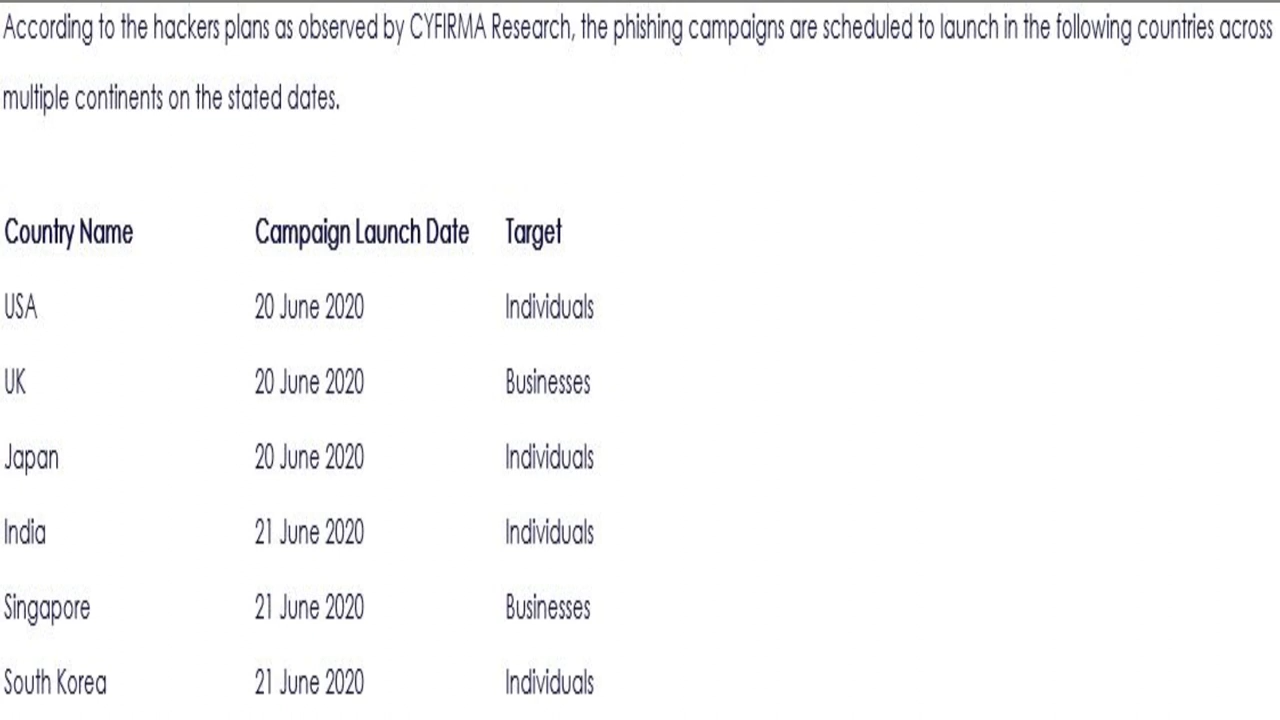 According to the hackers plans as observed by CYFIRMA Research, the phishing campaigns are scheduled to launch in the following countries across
multiple continents on the stated dates.
Country Name Campaign Launch Date Target
USA 20 June 2020 Individuals
UK 20 June 2020 Businesses
Japan 20 June 2020 Individuals
India 21 June 2020 Individuals
Singapore 21 June 2020 Businesses
South Korea 21 June 2020 Individuals